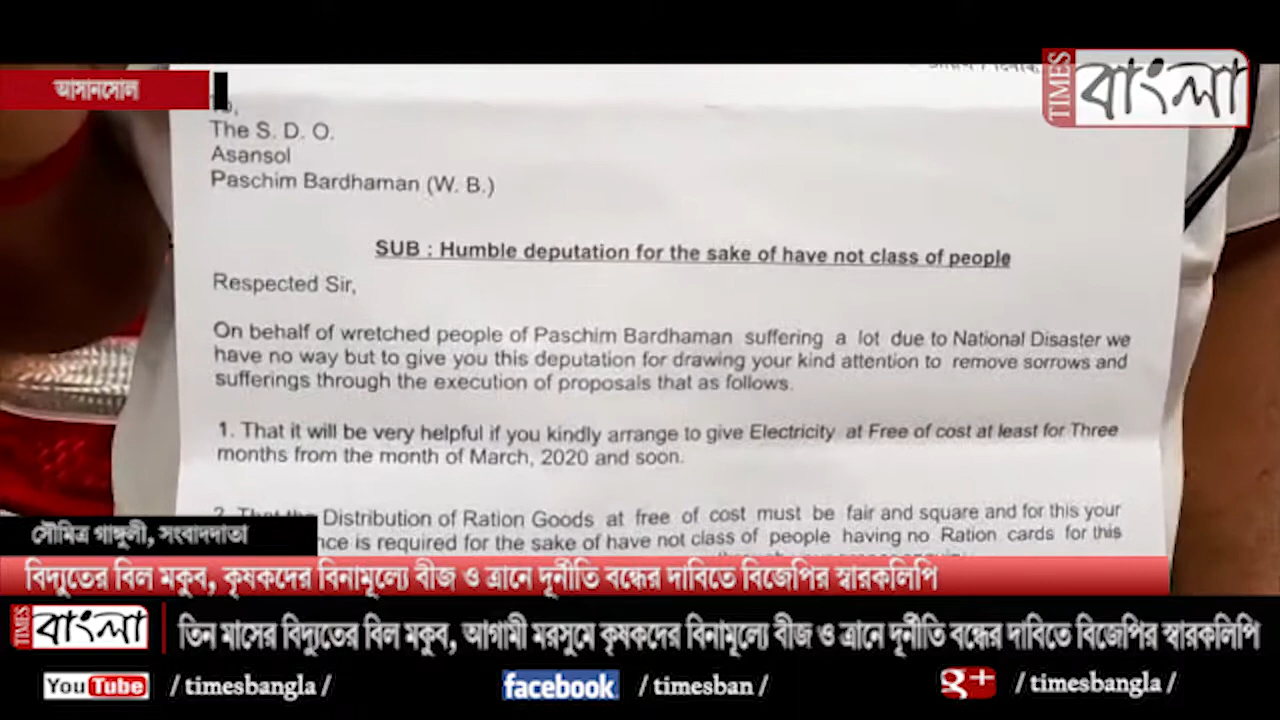 আসানসোল
TIMES বাংলা
The S. D. O.
Asansol
Paschim Bardhaman (W. B.)
SUB : Humble deputation for the sake of have not class of people
Respected Sir,
On behalf of wretched people of Paschim Bardhaman suffering a lot due to National Disaster we
have no way but to give you this deputation for drawing your kind attention to remove sorrows and
sufferings through the execution of proposals that as follows.
1. That it will be very helpful if you kindly arrange to give Electricity at Free of cost at least for Three
months from the month of March, 2020 and soon.
2. That the Distribution of Ration Goods at free of cost must be fair and square and for this your
is required for the sake of have not class of people having no Ration cards for this
সৌমিত্র গাঙ্গুলী, সংবাদদাতা
বিদ্যুতের বিল মকুব, কৃষকদের বিনামূল্যে বীজ ও ত্রানে দূর্নীতি বন্ধের দাবিতে বিজেপির স্বারকলিপি
TIMES বাংলা তিন মাসের বিদ্যুতের বিল মকুব, আগামী মরসুমে কৃষকদের বিনামূল্যে বীজ ও ত্রানে দূর্নীতি বন্ধের দাবিতে বিজেপির স্বারকলিপি
YouTube /timesbangla/ facebook /timesban/ g+ /timesbangla/